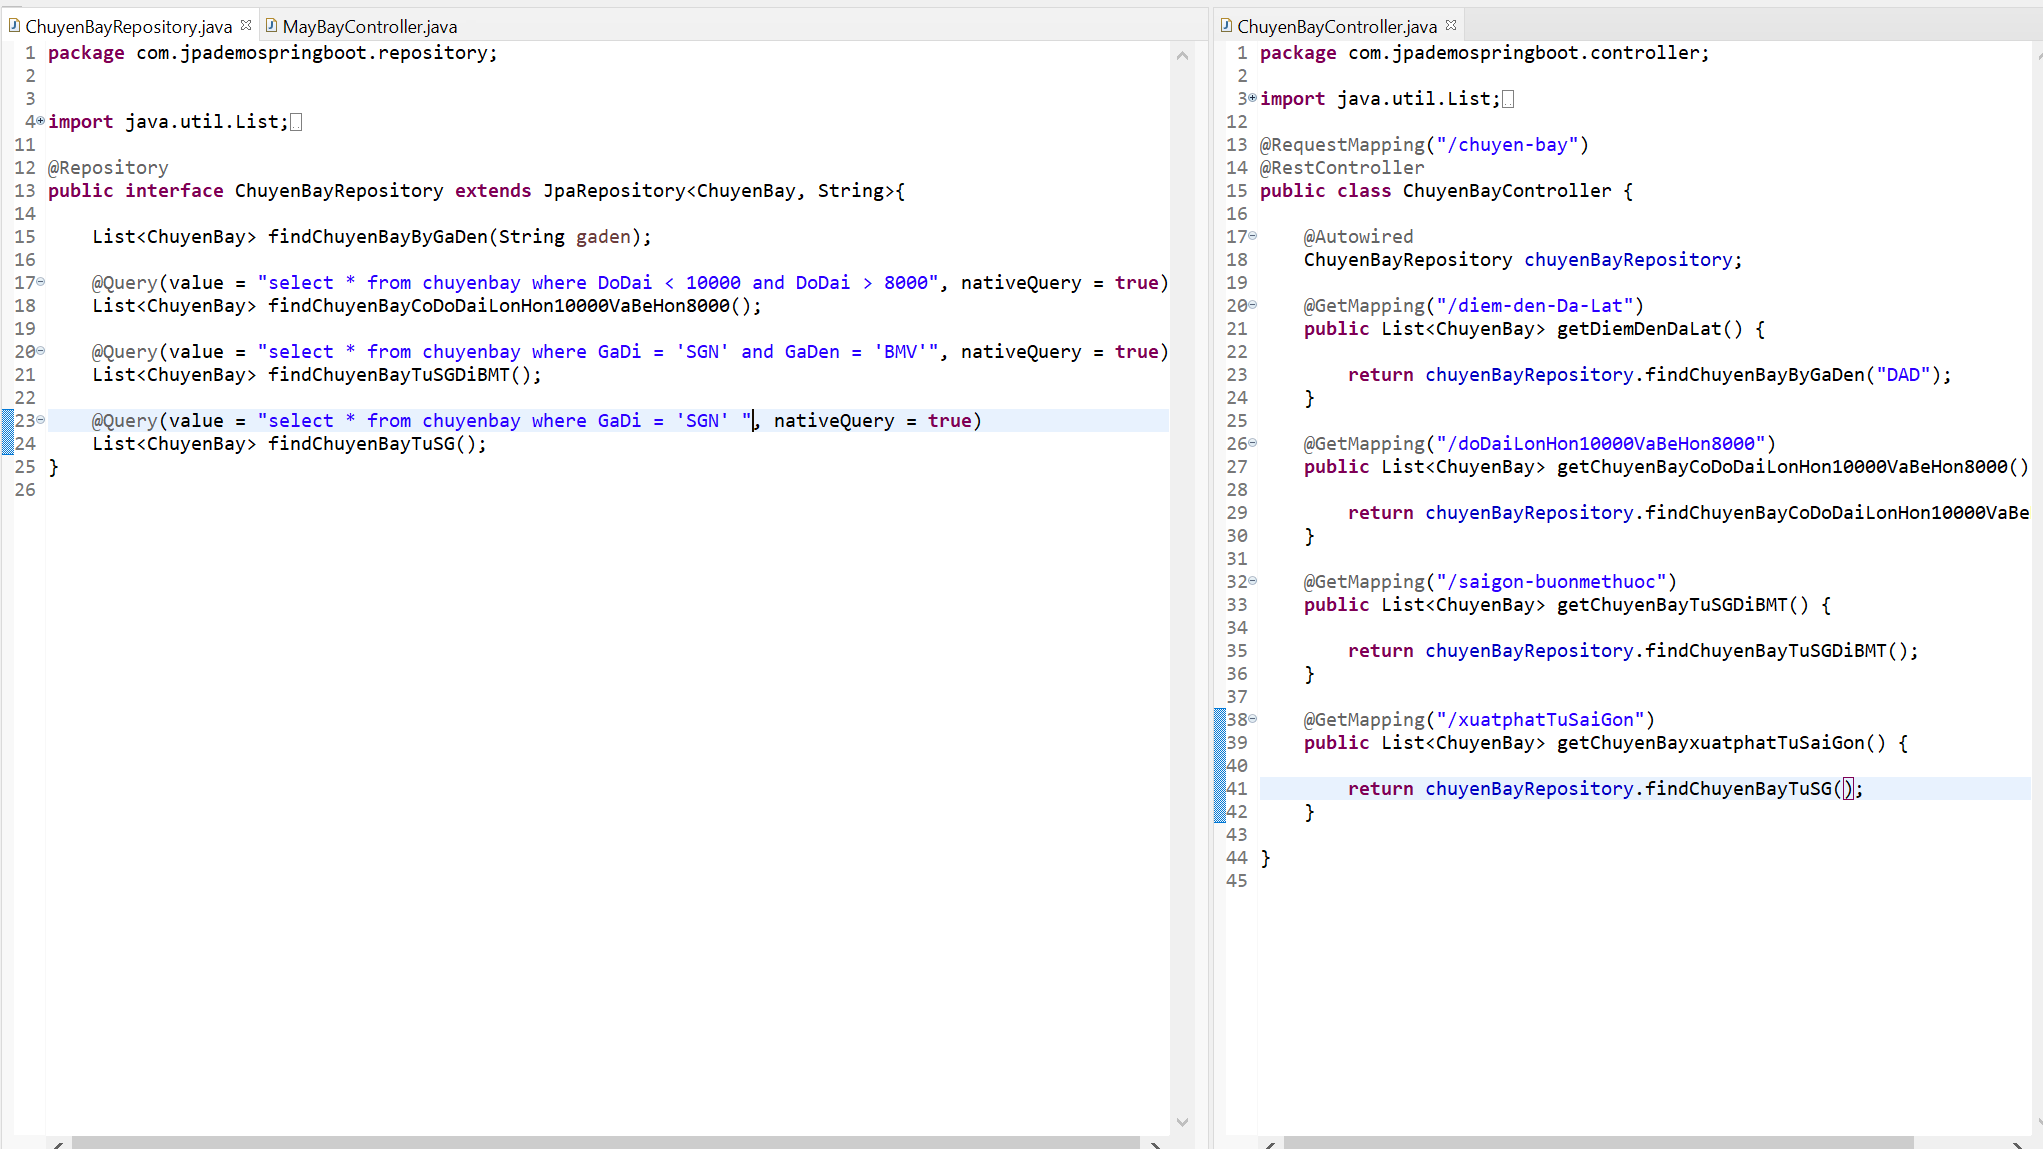 ChuyenBayRepository.java
MayBayController.java
1 package com.jpademospringboot.repository;
2
3
4 import java.util.List;
11
12 @Repository
13 public interface ChuyenBayRepository extends JpaRepository<ChuyenBay, String>{
14
15 List<ChuyenBay> findChuyenBayByGaDen(String gaden);
16
17 @Query(value = "select * from chuyenbay where DoDai < 10000 and DoDai > 8000", nativeQuery = true)
18 List<ChuyenBay> findChuyenBayCoDoDaiLonHon10000VaBeHon8000();
19
20 @Query(value = "select * from chuyenbay where GaDi = 'SGN' and GaDen = 'BMV'", nativeQuery = true)
21 List<ChuyenBay> findChuyenBayTuSGDiBMT();
22
23 @Query(value = "select * from chuyenbay where GaDi = 'SGN' ", nativeQuery = true)
24 List<ChuyenBay> findChuyenBayTuSG();
25 }
26
ChuyenBayController.java
1 package com.jpademospringboot.controller;
2
3 import java.util.List;
12
13 @RequestMapping("/chuyen-bay")
14 @RestController
15 public class ChuyenBayController {
16
17 @Autowired
18 ChuyenBayRepository chuyenBayRepository;
19
20 @GetMapping("/diem-den-Da-Lat")
21 public List<ChuyenBay> getDiemDenDaLat() {
22
23 return chuyenBayRepository.findChuyenBayByGaDen("DAD");
24 }
25
26 @GetMapping("/doDaiLonHon10000VaBeHon8000")
27 public List<ChuyenBay> getChuyenBayCoDoDaiLonHon10000VaBeHon8000()
28
29 return chuyenBayRepository.findChuyenBayCoDoDaiLonHon10000VaBe
30 }
31
32 @GetMapping("/saigon-buonmethuoc")
33 public List<ChuyenBay> getChuyenBayTuSGDiBMT() {
34
35 return chuyenBayRepository.findChuyenBayTuSGDiBMT();
36 }
37
38 @GetMapping("/xuatphatTuSaiGon")
39 public List<ChuyenBay> getChuyenBayxuatphatTuSaiGon() {
40
41 return chuyenBayRepository.findChuyenBayTuSG();
42 }
43
44 }
45